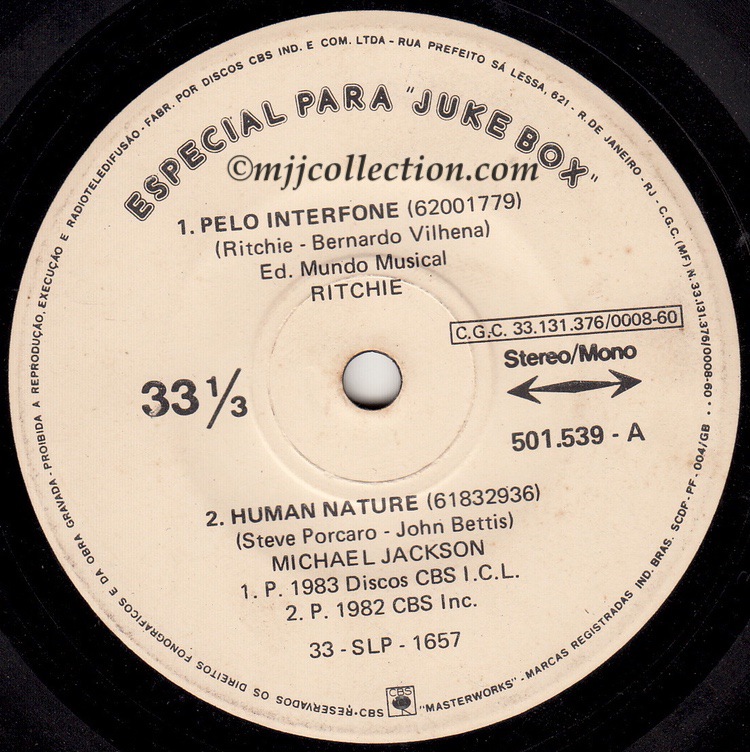 ESPECIAL PARA "JUKE BOX"
©mjjcollection.com
1. PELO INTERFONE (62001779)
(Ritchie - Bernardo Vilhena)
Ed. Mundo Musical
RITCHIE
C.G.C. 33.131.376/0008-60
Stereo/Mono
33 1/3
501.539 - A
2. HUMAN NATURE (61832936)
(Steve Porcaro - John Bettis)
MICHAEL JACKSON
1. P. 1983 Discos CBS I.C.L.
2. P. 1982 CBS Inc.
33 - SLP - 1657
CBS
RESERVADOS OS DIREITOS FONOGRÁFICOS E DA OBRA GRAVADA - PROIBIDA A REPRODUÇÃO, EXECUÇÃO E RADIOTELEDIFUSÃO - FABR. POR DISCOS CBS IND. E COM. LTDA - RUA PREFEITO SÁ LESSA, 621 - R. DE JANEIRO - RJ - C.G.C. (MF) N. 33.131.376/0008-60 • • SCDP - PF - 004/GB
"MASTERWORKS" - MARCAS REGISTRADAS IND. BRAS.
CBS